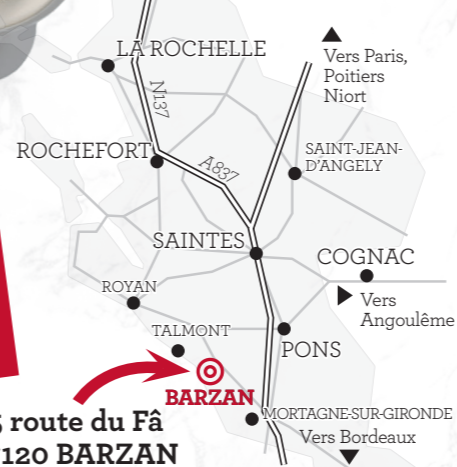 LA ROCHELLE
Vers Paris,
Poitiers
Niort
N137
ROCHEFORT
A837
SAINT-JEAN-
D'ANGELY
SAINTES
COGNAC
ROYAN
Vers
Angoulême
TALMONT
PONS
BARZAN
MORTAGNE-SUR-GIRONDE
route du Fâ
120 BARZAN
Vers Bordeaux